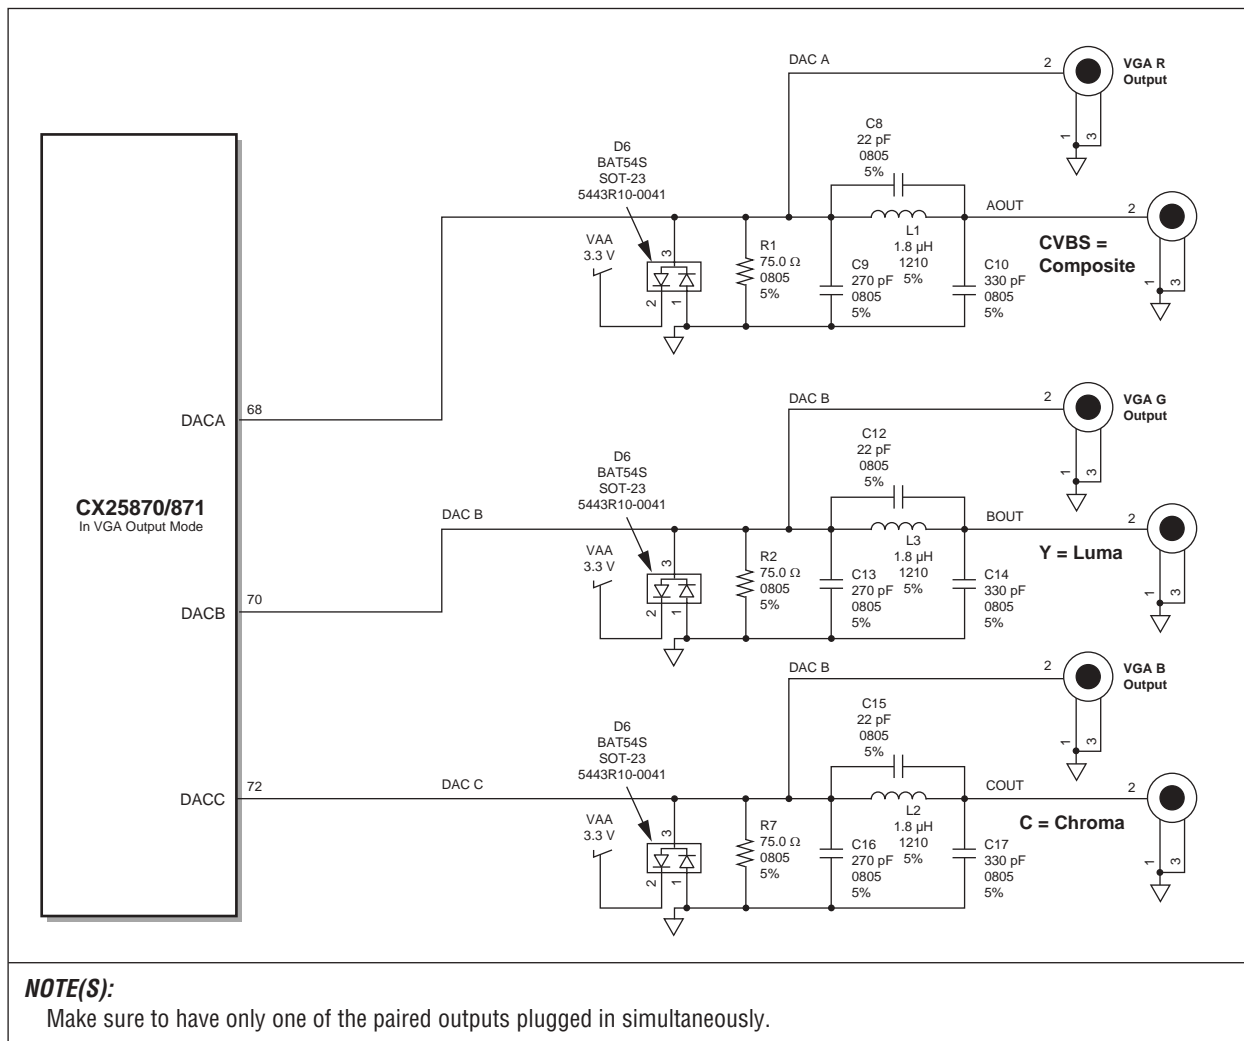 DAC A
2
VGA R
Output
1
3
C8
22 pF
0805
5%
D6
BAT54S
SOT-23
5443R10-0041
VAA
3.3 V
3
2
1
R1
75.0 Ω
0805
5%
C9
270 pF
0805
5%
L1
1.8 µH
1210
5%
C10
330 pF
0805
5%
AOUT
2
CVBS =
Composite
1
3
DACA
68
CX25870/871
In VGA Output Mode
DAC B
2
VGA G
Output
1
3
C12
22 pF
0805
5%
D6
BAT54S
SOT-23
5443R10-0041
DAC B
VAA
3.3 V
3
2
1
R2
75.0 Ω
0805
5%
C13
270 pF
0805
5%
L3
1.8 µH
1210
5%
C14
330 pF
0805
5%
BOUT
2
Y = Luma
1
3
DACB
70
DAC B
2
VGA B
Output
1
3
C15
22 pF
0805
5%
D6
BAT54S
SOT-23
5443R10-0041
DACC
72
DAC C
VAA
3.3 V
3
2
1
R7
75.0 Ω
0805
5%
C16
270 pF
0805
5%
L2
1.8 µH
1210
5%
C17
330 pF
0805
5%
COUT
2
C = Chroma
1
3
NOTE(S):
Make sure to have only one of the paired outputs plugged in simultaneously.